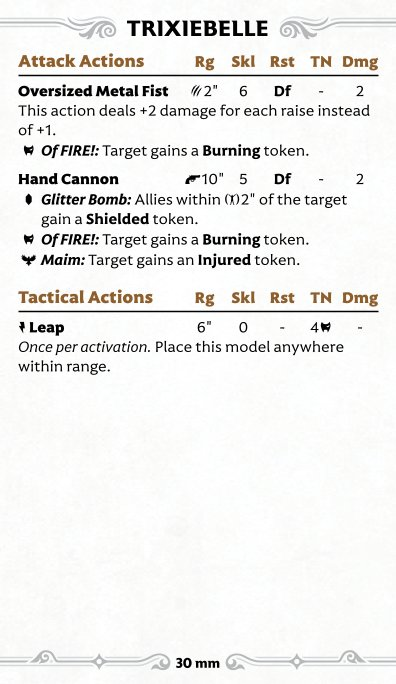 TRIXIEBELLE
Attack Actions Rg Skl Rst TN Dmg
Oversized Metal Fist 2" 6 Df - 2
This action deals +2 damage for each raise instead
of +1.
Of FIRE!: Target gains a Burning token.
Hand Cannon 10" 5 Df - 2
Glitter Bomb: Allies within 2" of the target
gain a Shielded token.
Of FIRE!: Target gains a Burning token.
Maim: Target gains an Injured token.
Tactical Actions Rg Skl Rst TN Dmg
Leap 6" 0 - 4 -
Once per activation. Place this model anywhere
within range.
30 mm